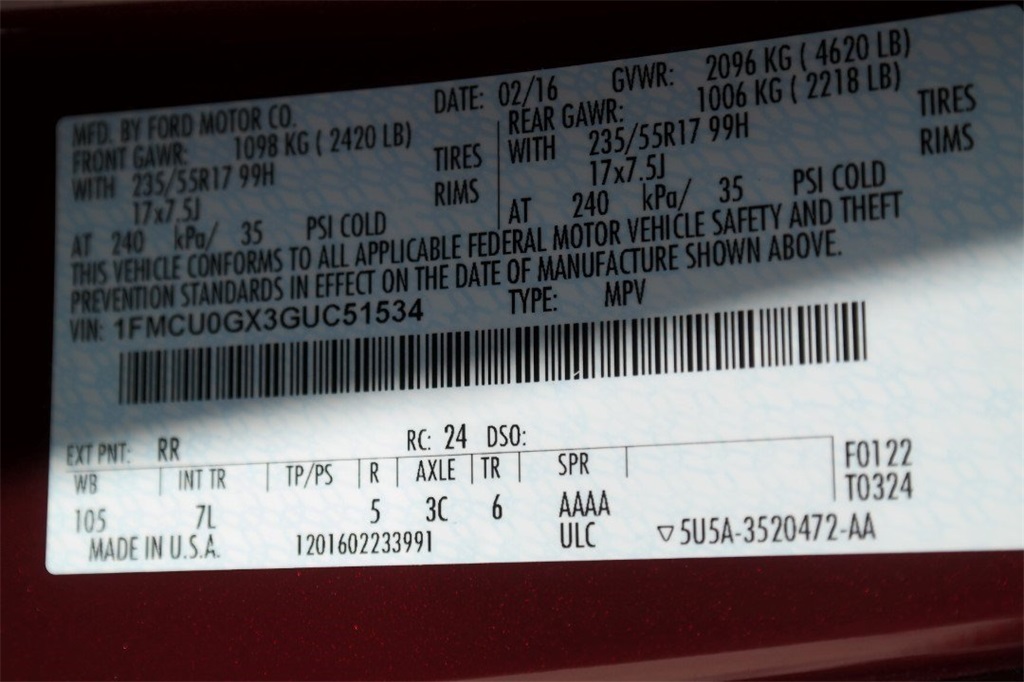 MFD. BY FORD MOTOR CO. DATE: 02/16 GVWR: 2096 KG ( 4620 LB)
FRONT GAWR: 1098 KG ( 2420 LB) REAR GAWR: 1006 KG ( 2218 LB)
WITH 235/55R17 99H TIRES WITH 235/55R17 99H TIRES
17x7.5J RIMS 17x7.5J RIMS
AT 240 kPa/ 35 PSI COLD AT 240 kPa/ 35 PSI COLD
THIS VEHICLE CONFORMS TO ALL APPLICABLE FEDERAL MOTOR VEHICLE SAFETY AND THEFT
PREVENTION STANDARDS IN EFFECT ON THE DATE OF MANUFACTURE SHOWN ABOVE.
VIN: 1FMCU0GX3GUC51534 TYPE: MPV
EXT PNT: RR RC: 24 DSO:
WB INT TR TP/PS R AXLE TR SPR F0122
105 7L 5 3C 6 AAAA T0324
MADE IN U.S.A. 1201602233991 ULC ▽5U5A-3520472-AA